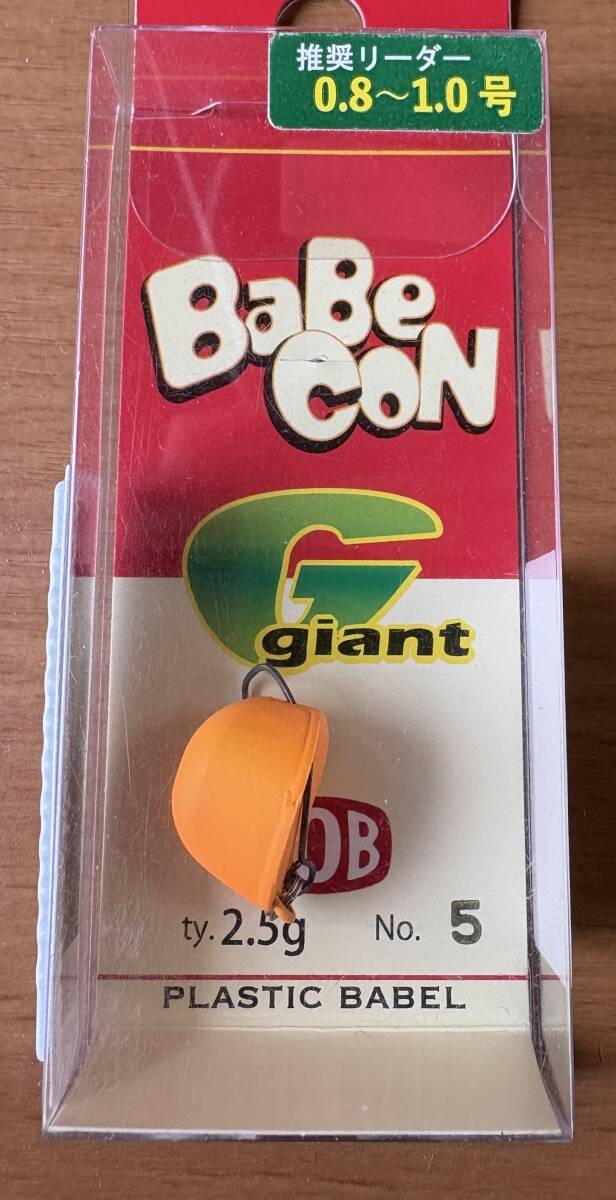 推奨リーダー
0.8～1.0号
BaBe
CoN
G
giant
OB
ty. 2.5g No. 5
PLASTIC BABEL